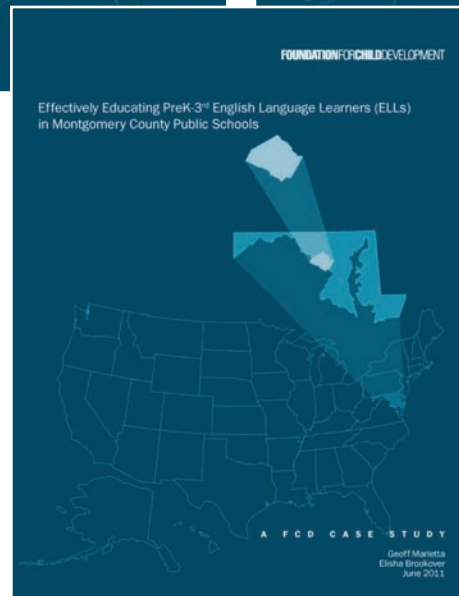 FOUNDATIONFORCHILDDEVELOPMENT
Effectively Educating PreK-3rd English Language Learners (ELLs)
in Montgomery County Public Schools
A FCD CASE STUDY
Geoff Marietta
Elisha Brookover
June 2011